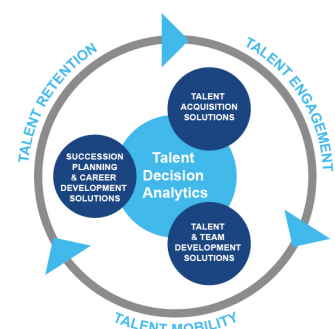 TALENT RETENTION
TALENT ENGAGEMENT
TALENT
ACQUISITION
SOLUTIONS
SUCCESSION
PLANNING
& CAREER
DEVELOPMENT
SOLUTIONS
Talent
Decision
Analytics
TALENT
& TEAM
DEVELOPMENT
SOLUTIONS
TALENT MOBILITY